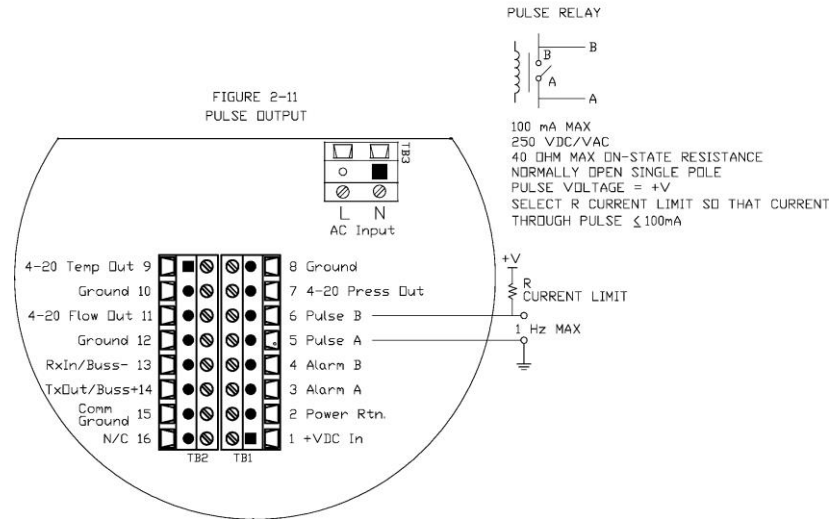 PULSE RELAY
B
B
A
A
FIGURE 2-11
PULSE OUTPUT
100 mA MAX
250 VDC/VAC
40 OHM MAX ON-STATE RESISTANCE
NORMALLY OPEN SINGLE POLE
PULSE VOLTAGE = +V
SELECT R CURRENT LIMIT SO THAT CURRENT
THROUGH PULSE ≤100mA
TB3
L N
AC Input
4-20 Temp Out 9
Ground 10
4-20 Flow Out 11
Ground 12
RxIn/Buss- 13
TxOut/Buss+14
Comm
Ground 15
N/C 16
TB2 TB1
8 Ground
7 4-20 Press Out
6 Pulse B
5 Pulse A
4 Alarm B
3 Alarm A
2 Power Rtn.
1 +VDC In
+V
R
CURRENT LIMIT
1 Hz MAX